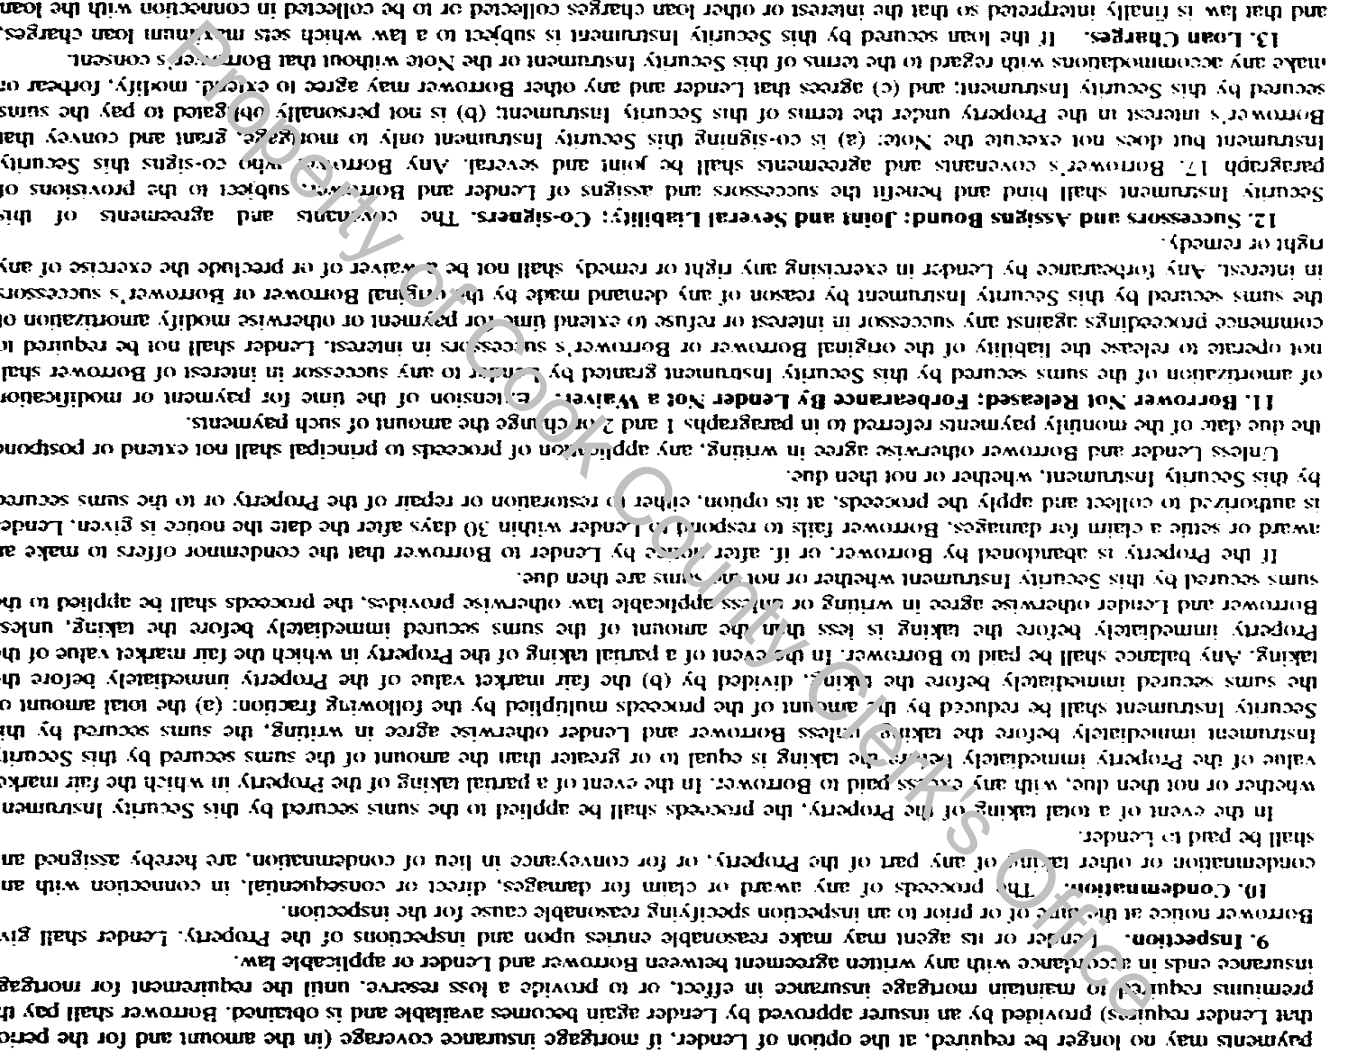 payments may no longer be required, at the option of Lender, if mortgage insurance coverage (in the amount and for the perio
that Lender requires) provided by an insurer approved by Lender again becomes available and is obtained. Borrower shall pay th
premiums required to maintain mortgage insurance in effect, or to provide a loss reserve, until the requirement for mortgag
insurance ends in accordance with any written agreement between Borrower and Lender or applicable law.
9. Inspection. Lender or its agent may make reasonable entries upon and inspections of the Property. Lender shall giv
Borrower notice at the time of or prior to an inspection specifying reasonable cause for the inspection.
10. Condemnation. The proceeds of any award or claim for damages, direct or consequential, in connection with an
condemnation or other taking of any part of the Property, or for conveyance in lieu of condemnation, are hereby assigned an
shall be paid to Lender.
In the event of a total taking of the Property, the proceeds shall be applied to the sums secured by this Security Instrumen
whether or not then due, with any excess paid to Borrower. In the event of a partial taking of the Property in which the fair marke
value of the Property immediately before the taking is equal to or greater than the amount of the sums secured by this Securit
Instrument immediately before the taking, unless Borrower and Lender otherwise agree in writing, the sums secured by thi
Security Instrument shall be reduced by the amount of the proceeds multiplied by the following fraction: (a) the total amount o
the sums secured immediately before the taking, divided by (b) the fair market value of the Property immediately before th
taking. Any balance shall be paid to Borrower. In the event of a partial taking of the Property in which the fair market value of th
Property immediately before the taking is less than the amount of the sums secured immediately before the taking, unles
Borrower and Lender otherwise agree in writing or unless applicable law otherwise provides, the proceeds shall be applied to th
sums secured by this Security Instrument whether or not the sums are then due.
If the Property is abandoned by Borrower, or if, after notice by Lender to Borrower that the condemnor offers to make a
award or settle a claim for damages, Borrower fails to respond to Lender within 30 days after the date the notice is given, Lende
is authorized to collect and apply the proceeds, at its option, either to restoration or repair of the Property or to the sums secure
by this Security Instrument, whether or not then due.
Unless Lender and Borrower otherwise agree in writing, any application of proceeds to principal shall not extend or postpone
the due date of the monthly payments referred to in paragraphs 1 and 2 or change the amount of such payments.
11. Borrower Not Released; Forbearance By Lender Not a Waiver. Extension of the time for payment or modification
of amortization of the sums secured by this Security Instrument granted by Lender to any successor in interest of Borrower shal
not operate to release the liability of the original Borrower or Borrower's successors in interest. Lender shall not be required to
commence proceedings against any successor in interest or refuse to extend time for payment or otherwise modify amortization of
the sums secured by this Security Instrument by reason of any demand made by the original Borrower or Borrower's successors
in interest. Any forbearance by Lender in exercising any right or remedy shall not be a waiver of or preclude the exercise of any
right or remedy.
12. Successors and Assigns Bound; Joint and Several Liability; Co-signers. The covenants and agreements of this
Security Instrument shall bind and benefit the successors and assigns of Lender and Borrower, subject to the provisions of
paragraph 17. Borrower's covenants and agreements shall be joint and several. Any Borrower who co-signs this Security
Instrument but does not execute the Note: (a) is co-signing this Security Instrument only to mortgage, grant and convey that
Borrower's interest in the Property under the terms of this Security Instrument; (b) is not personally obligated to pay the sums
secured by this Security Instrument; and (c) agrees that Lender and any other Borrower may agree to extend, modify, forbear or
make any accommodations with regard to the terms of this Security Instrument or the Note without that Borrower's consent.
13. Loan Charges. If the loan secured by this Security Instrument is subject to a law which sets maximum loan charges,
and that law is finally interpreted so that the interest or other loan charges collected or to be collected in connection with the loan
Property of Cook County Clerk's Office